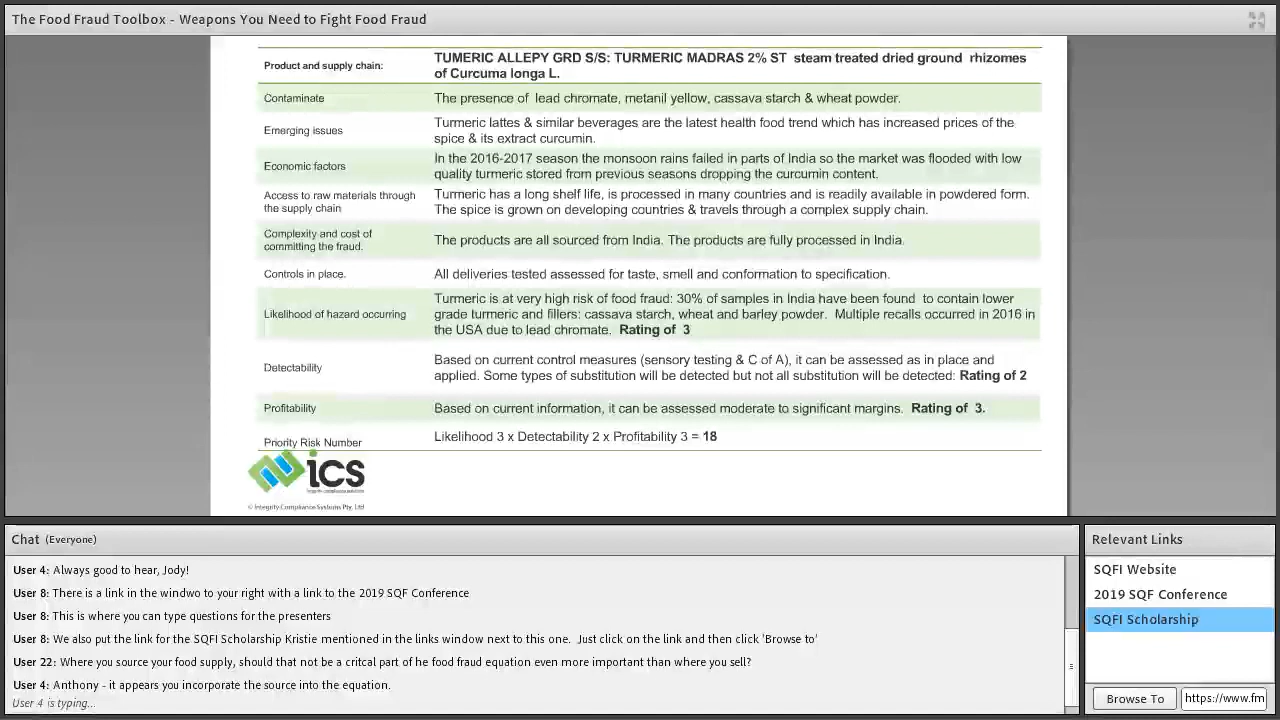 The Food Fraud Toolbox - Weapons You Need to Fight Food Fraud
Product and supply chain:
TUMERIC ALLEPY GRD S/S: TURMERIC MADRAS 2% ST steam treated dried ground rhizomes
of Curcuma longa L.
Contaminate
The presence of lead chromate, metanil yellow, cassava starch & wheat powder.
Emerging issues
Turmeric lattes & similar beverages are the latest health food trend which has increased prices of the
spice & its extract curcumin.
Economic factors
In the 2016-2017 season the monsoon rains failed in parts of India so the market was flooded with low
quality turmeric stored from previous seasons dropping the curcumin content.
Access to raw materials through
the supply chain
Turmeric has a long shelf life, is processed in many countries and is readily available in powdered form.
The spice is grown on developing countries & travels through a complex supply chain.
Complexity and cost of
committing the fraud.
The products are all sourced from India. The products are fully processed in India.
Controls in place.
All deliveries tested assessed for taste, smell and conformation to specification.
Likelihood of hazard occurring
Turmeric is at very high risk of food fraud: 30% of samples in India have been found to contain lower
grade turmeric and fillers: cassava starch, wheat and barley powder. Multiple recalls occurred in 2016 in
the USA due to lead chromate. Rating of 3
Detectability
Based on current control measures (sensory testing & C of A), it can be assessed as in place and
applied. Some types of substitution will be detected but not all substitution will be detected: Rating of 2
Profitability
Based on current information, it can be assessed moderate to significant margins. Rating of 3.
Priority Risk Number
Likelihood 3 x Detectability 2 x Profitability 3 = 18
ics
integrity compliance solutions
© Integrity Compliance Systems Pty, Ltd
Chat (Everyone)
User 4: Always good to hear, Jody!
User 8: There is a link in the windwo to your right with a link to the 2019 SQF Conference
User 8: This is where you can type questions for the presenters
User 8: We also put the link for the SQFI Scholarship Kristie mentioned in the links window next to this one. Just click on the link and then click 'Browse to'
User 22: Where you source your food supply, should that not be a critcal part of he food fraud equation even more important than where you sell?
User 4: Anthony - it appears you incorporate the source into the equation.
User 4 is typing...
Relevant Links
SQFI Website
2019 SQF Conference
SQFI Scholarship
Browse To
https://www.fm